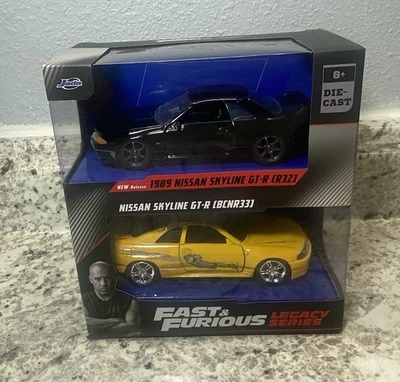 Jada
8+
DIE-
CAST
NEW Release 1989 NISSAN SKYLINE GT-R (R32)
NISSAN SKYLINE GT-R (BCNR33)
FAST&
FURIOUS
LEGACY
SERIES